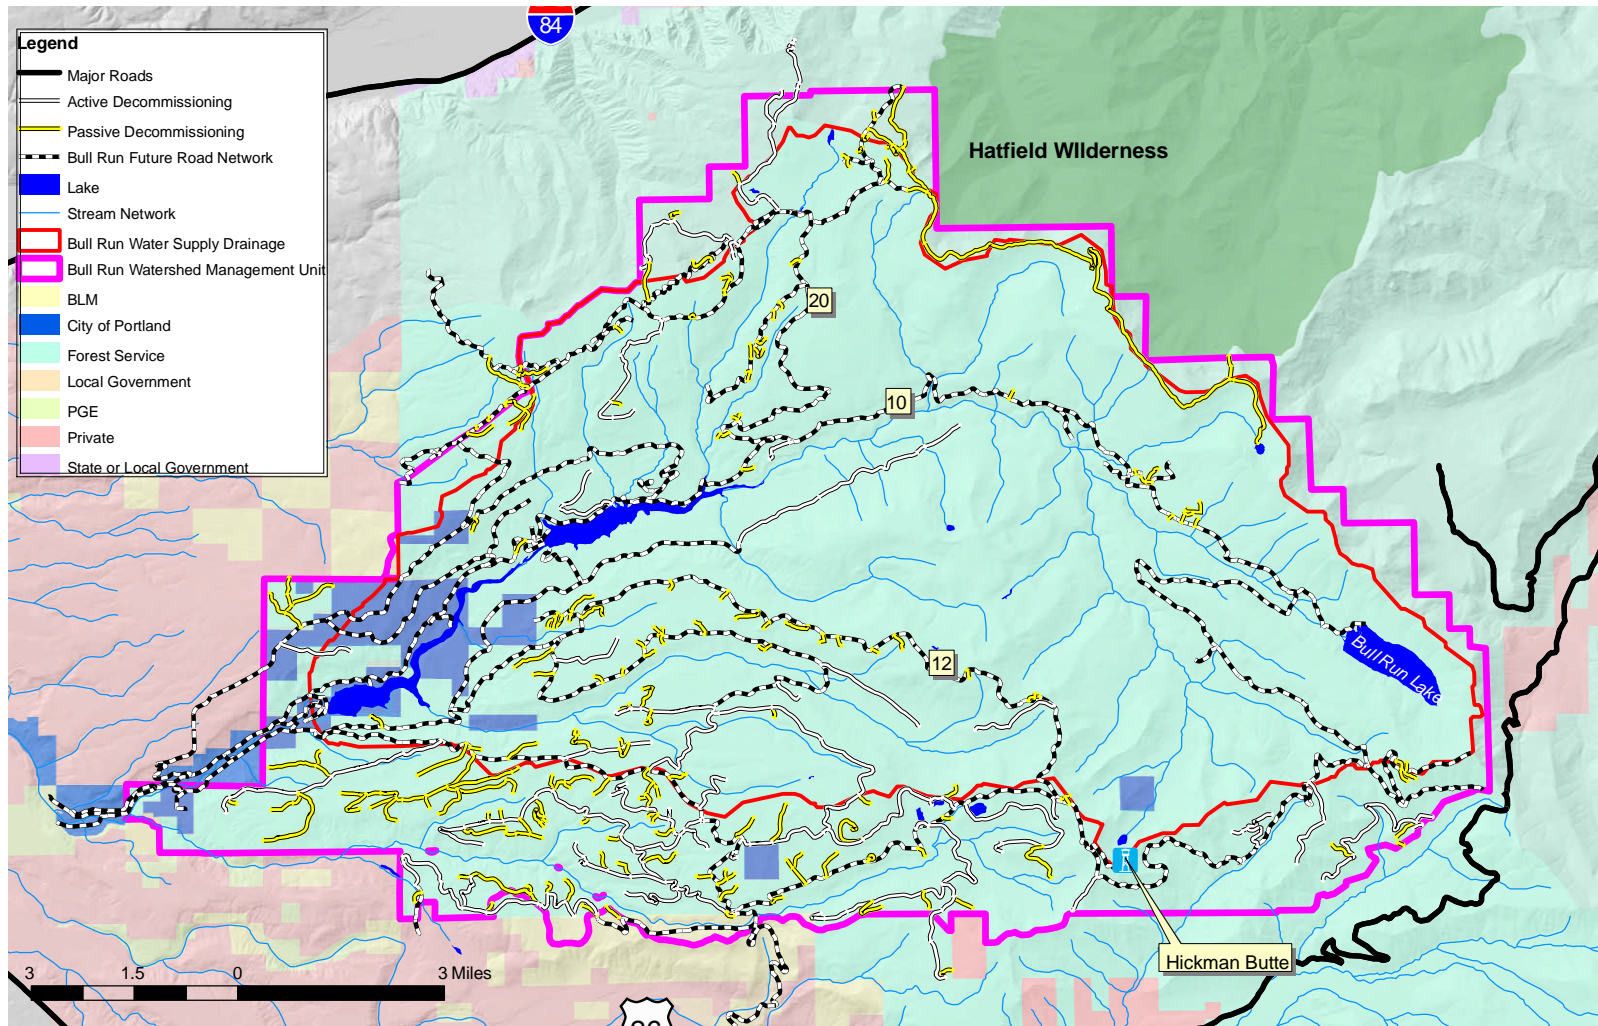 84
Legend
Major Roads
Active Decommissioning
Passive Decommissioning
Bull Run Future Road Network
Lake
Stream Network
Bull Run Water Supply Drainage
Bull Run Watershed Management Unit
BLM
City of Portland
Forest Service
Local Government
PGE
Private
State or Local Government
Hatfield WIlderness
20
10
12
Bull Run Lake
Hickman Butte
3 1.5 0 3 Miles
26